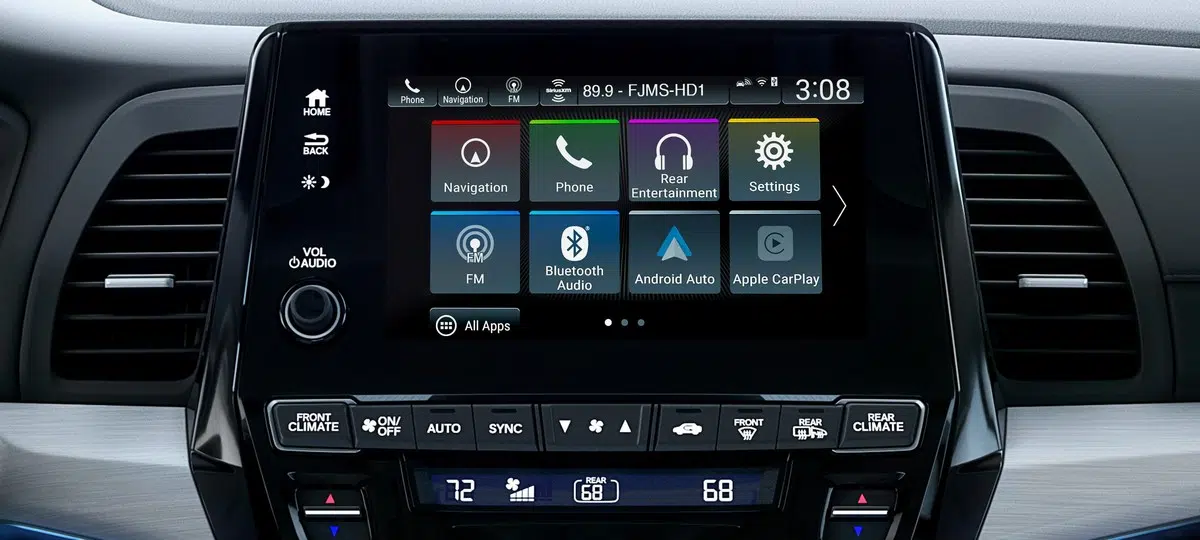 HOME
BACK
VOL
AUDIO
Phone
Navigation
FM
SiriusXM
89.9 - FJMS-HD1
3:08
Navigation
Phone
Rear
Entertainment
Settings
FM
FM
Bluetooth
Audio
Android Auto
Apple CarPlay
All Apps
FRONT
CLIMATE
ON/
OFF
AUTO
SYNC
FRONT
REAR
REAR
CLIMATE
72
REAR
68
68